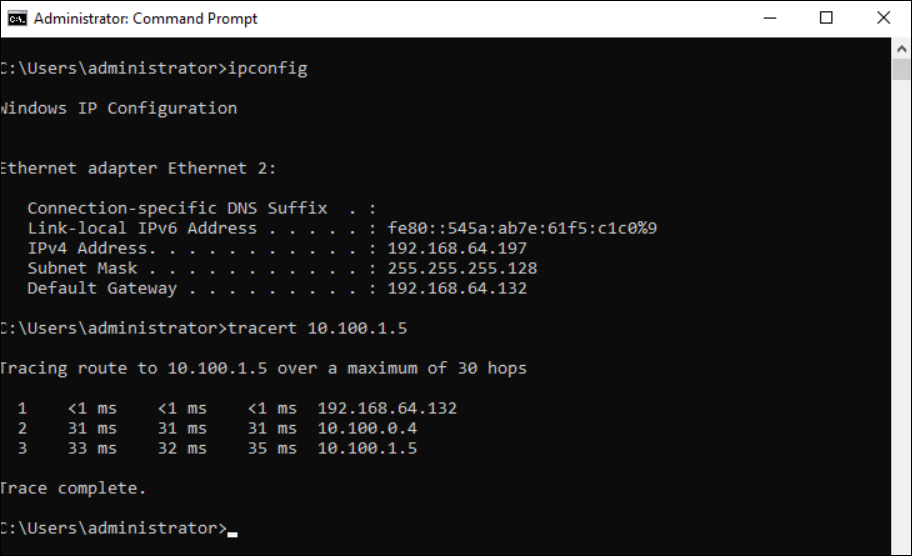 Administrator: Command Prompt
C:\Users\administrator>ipconfig
Windows IP Configuration
Ethernet adapter Ethernet 2:
Connection-specific DNS Suffix . :
Link-local IPv6 Address . . . . . : fe80::545a:ab7e:61f5:c1c0%9
IPv4 Address. . . . . . . . . . . : 192.168.64.197
Subnet Mask . . . . . . . . . . . : 255.255.255.128
Default Gateway . . . . . . . . . : 192.168.64.132
C:\Users\administrator>tracert 10.100.1.5
Tracing route to 10.100.1.5 over a maximum of 30 hops
1 <1 ms <1 ms <1 ms 192.168.64.132
2 31 ms 31 ms 31 ms 10.100.0.4
3 33 ms 32 ms 35 ms 10.100.1.5
Trace complete.
C:\Users\administrator>